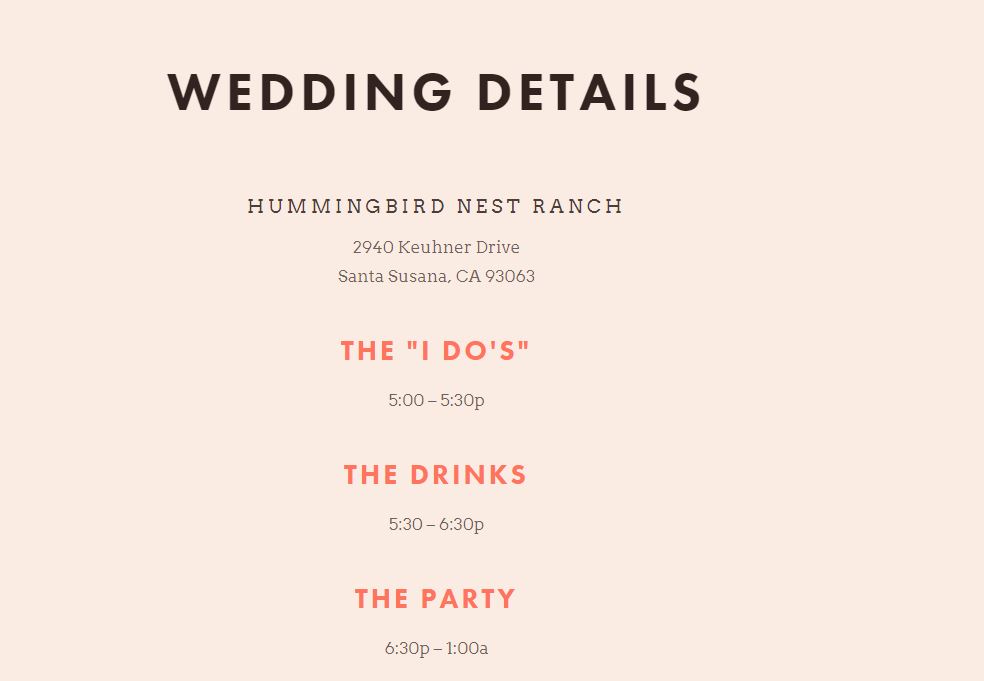 WEDDING DETAILS
HUMMINGBIRD NEST RANCH
2940 Keuhner Drive
Santa Susana, CA 93063
THE "I DO'S"
5:00 – 5:30p
THE DRINKS
5:30 – 6:30p
THE PARTY
6:30p – 1:00a